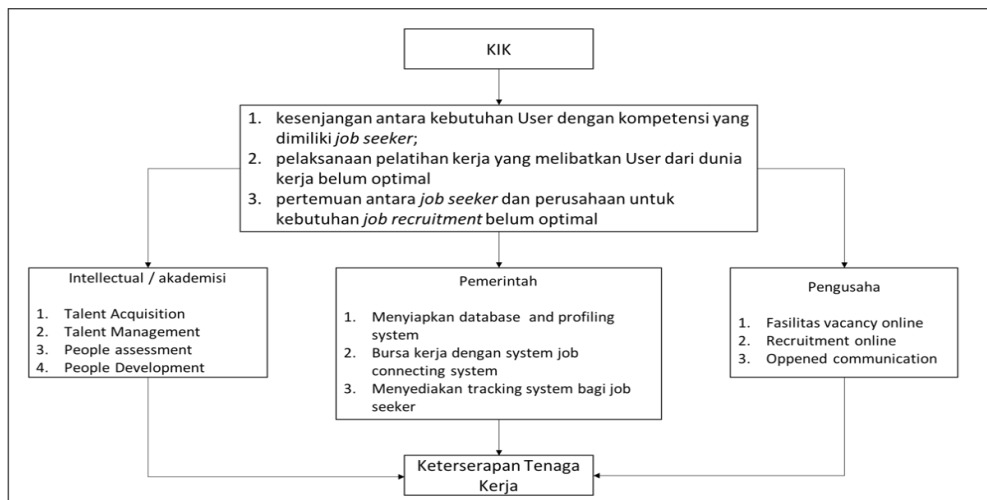 KIK
1. kesenjangan antara kebutuhan User dengan kompetensi yang
dimiliki job seeker;
2. pelaksanaan pelatihan kerja yang melibatkan User dari dunia
kerja belum optimal
3. pertemuan antara job seeker dan perusahaan untuk
kebutuhan job recruitment belum optimal
Intellectual / akademisi
1. Talent Acquisition
2. Talent Management
3. People assessment
4. People Development
Pemerintah
1. Menyiapkan database and profiling
system
2. Bursa kerja dengan system job
connecting system
3. Menyediakan tracking system bagi job
seeker
Pengusaha
1. Fasilitas vacancy online
2. Recruitment online
3. Oppened communication
Keterserapan Tenaga
Kerja